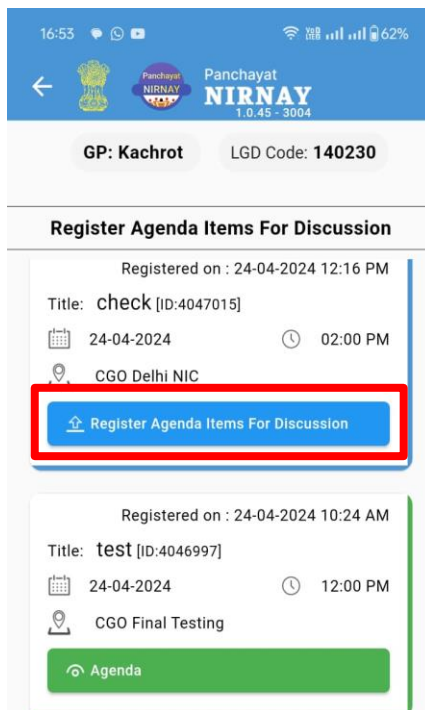 16:53 62%
Panchayat
NIRNAY
Panchayat
NIRNAY
1.0.45 - 3004
GP: Kachrot LGD Code: 140230
Register Agenda Items For Discussion
Registered on : 24-04-2024 12:16 PM
Title: check [ID:4047015]
24-04-2024 02:00 PM
CGO Delhi NIC
Register Agenda Items For Discussion
Registered on : 24-04-2024 10:24 AM
Title: test [ID:4046997]
24-04-2024 12:00 PM
CGO Final Testing
Agenda